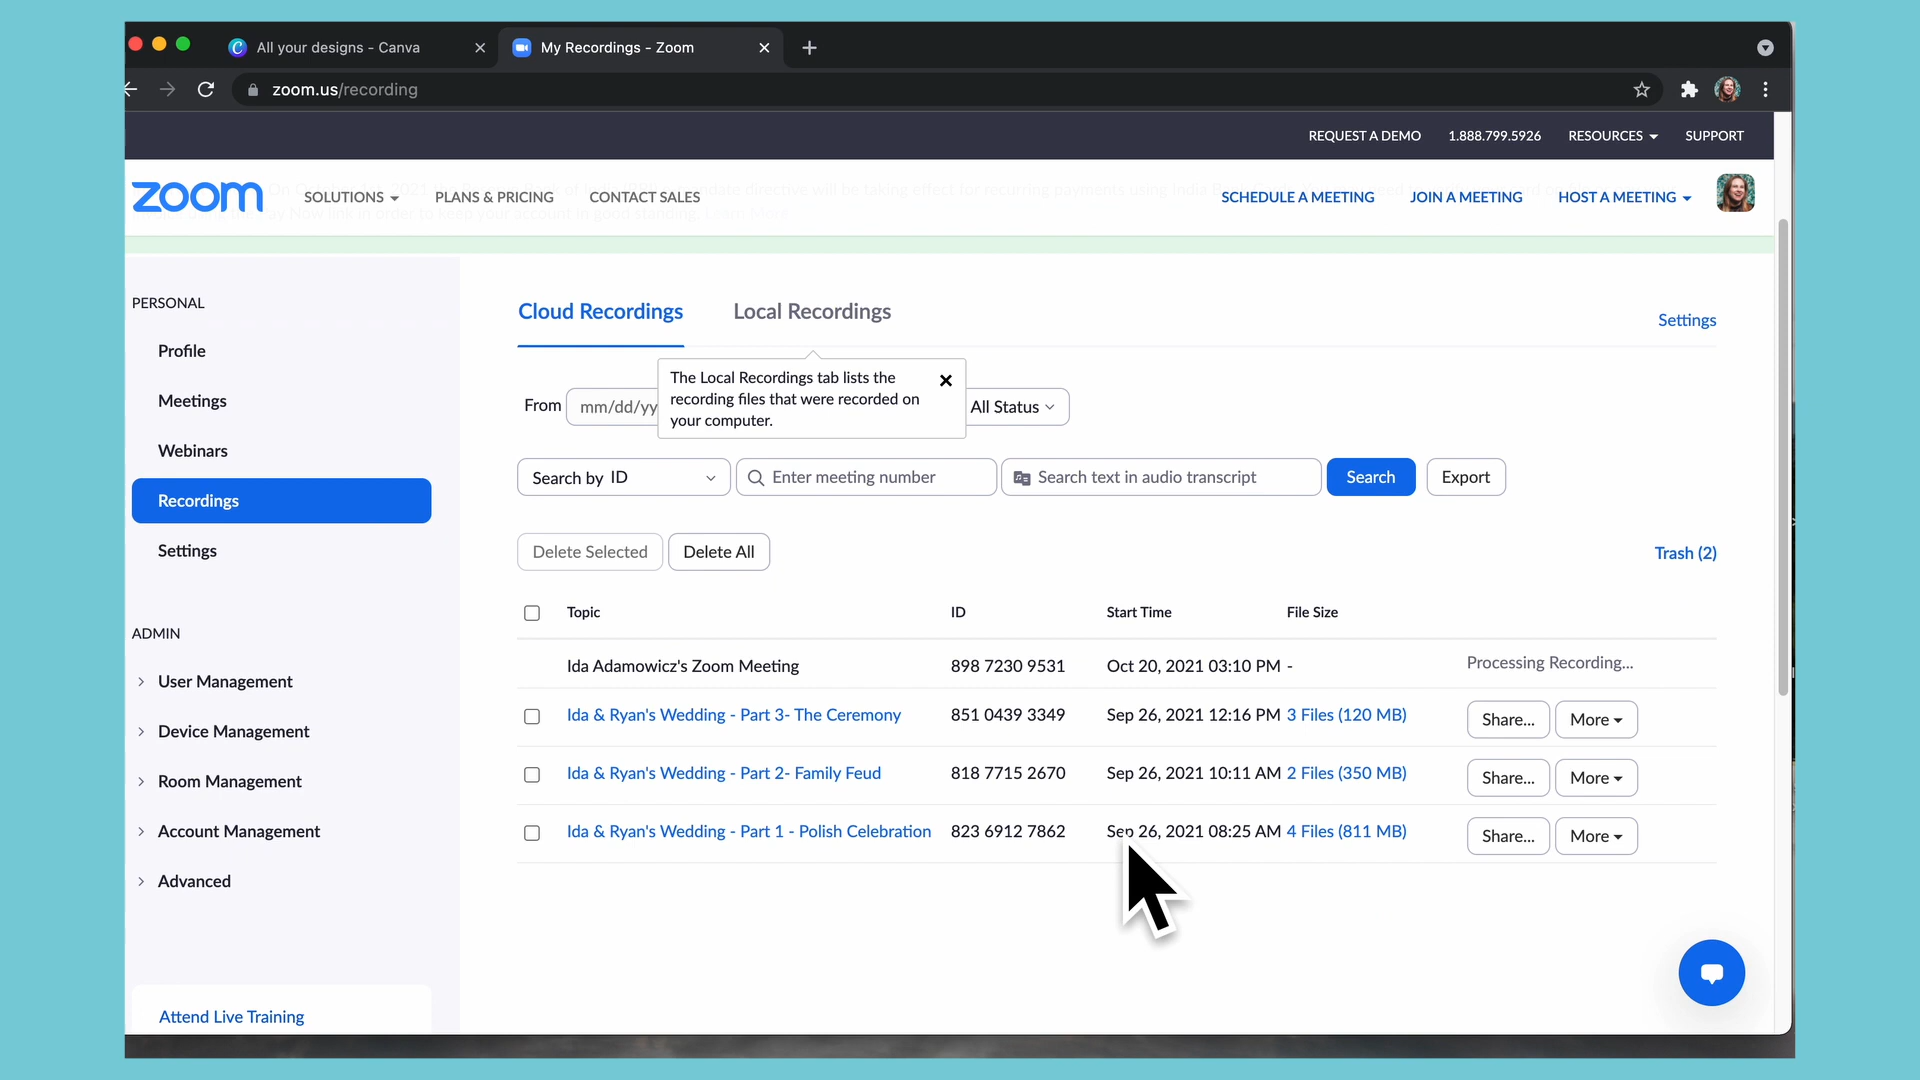 All your designs - Canva
My Recordings - Zoom
zoom.us/recording
REQUEST A DEMO 1.888.799.5926 RESOURCES SUPPORT
zoom SOLUTIONS PLANS & PRICING CONTACT SALES SCHEDULE A MEETING JOIN A MEETING HOST A MEETING
PERSONAL
Profile
Meetings
Webinars
Recordings
Settings
ADMIN
User Management
Device Management
Room Management
Account Management
Advanced
Attend Live Training
Cloud Recordings Local Recordings
Settings
The Local Recordings tab lists the
recording files that were recorded on
your computer.
From mm/dd/yy All Status
Search by ID Enter meeting number Search text in audio transcript Search Export
Delete Selected Delete All Trash (2)
Topic ID Start Time File Size
Ida Adamowicz's Zoom Meeting 898 7230 9531 Oct 20, 2021 03:10 PM - Processing Recording...
Ida & Ryan's Wedding - Part 3- The Ceremony 851 0439 3349 Sep 26, 2021 12:16 PM 3 Files (120 MB) Share... More
Ida & Ryan's Wedding - Part 2- Family Feud 818 7715 2670 Sep 26, 2021 10:11 AM 2 Files (350 MB) Share... More
Ida & Ryan's Wedding - Part 1 - Polish Celebration 823 6912 7862 Sep 26, 2021 08:25 AM 4 Files (811 MB) Share... More